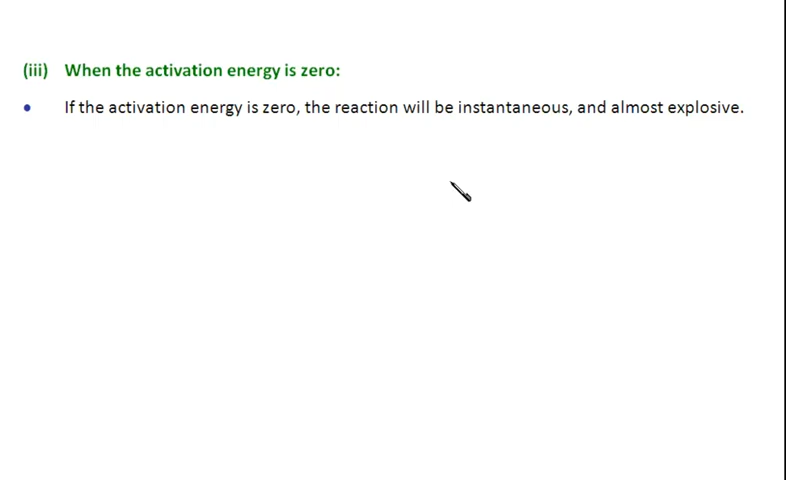 (iii) When the activation energy is zero:
• If the activation energy is zero, the reaction will be instantaneous, and almost explosive.